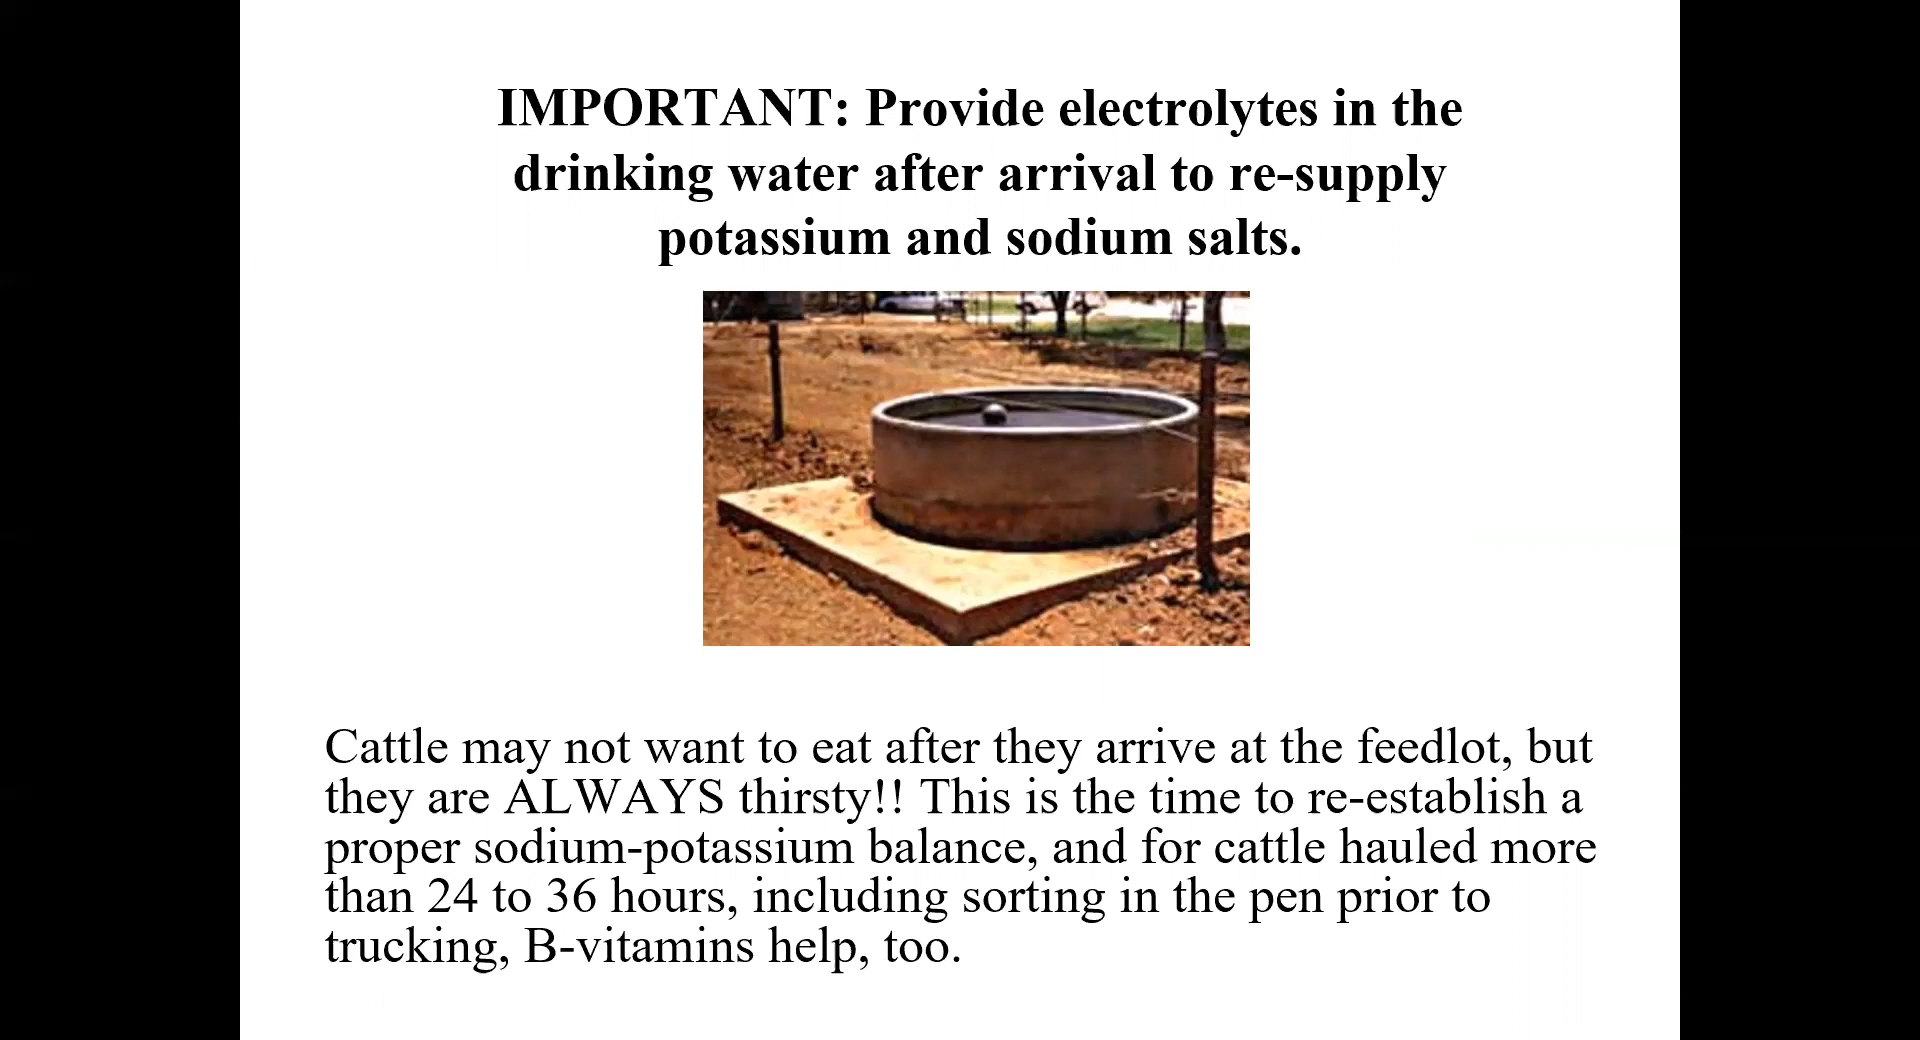 IMPORTANT: Provide electrolytes in the
drinking water after arrival to re-supply
potassium and sodium salts.
Cattle may not want to eat after they arrive at the feedlot, but
they are ALWAYS thirsty!! This is the time to re-establish a
proper sodium-potassium balance, and for cattle hauled more
than 24 to 36 hours, including sorting in the pen prior to
trucking, B-vitamins help, too.